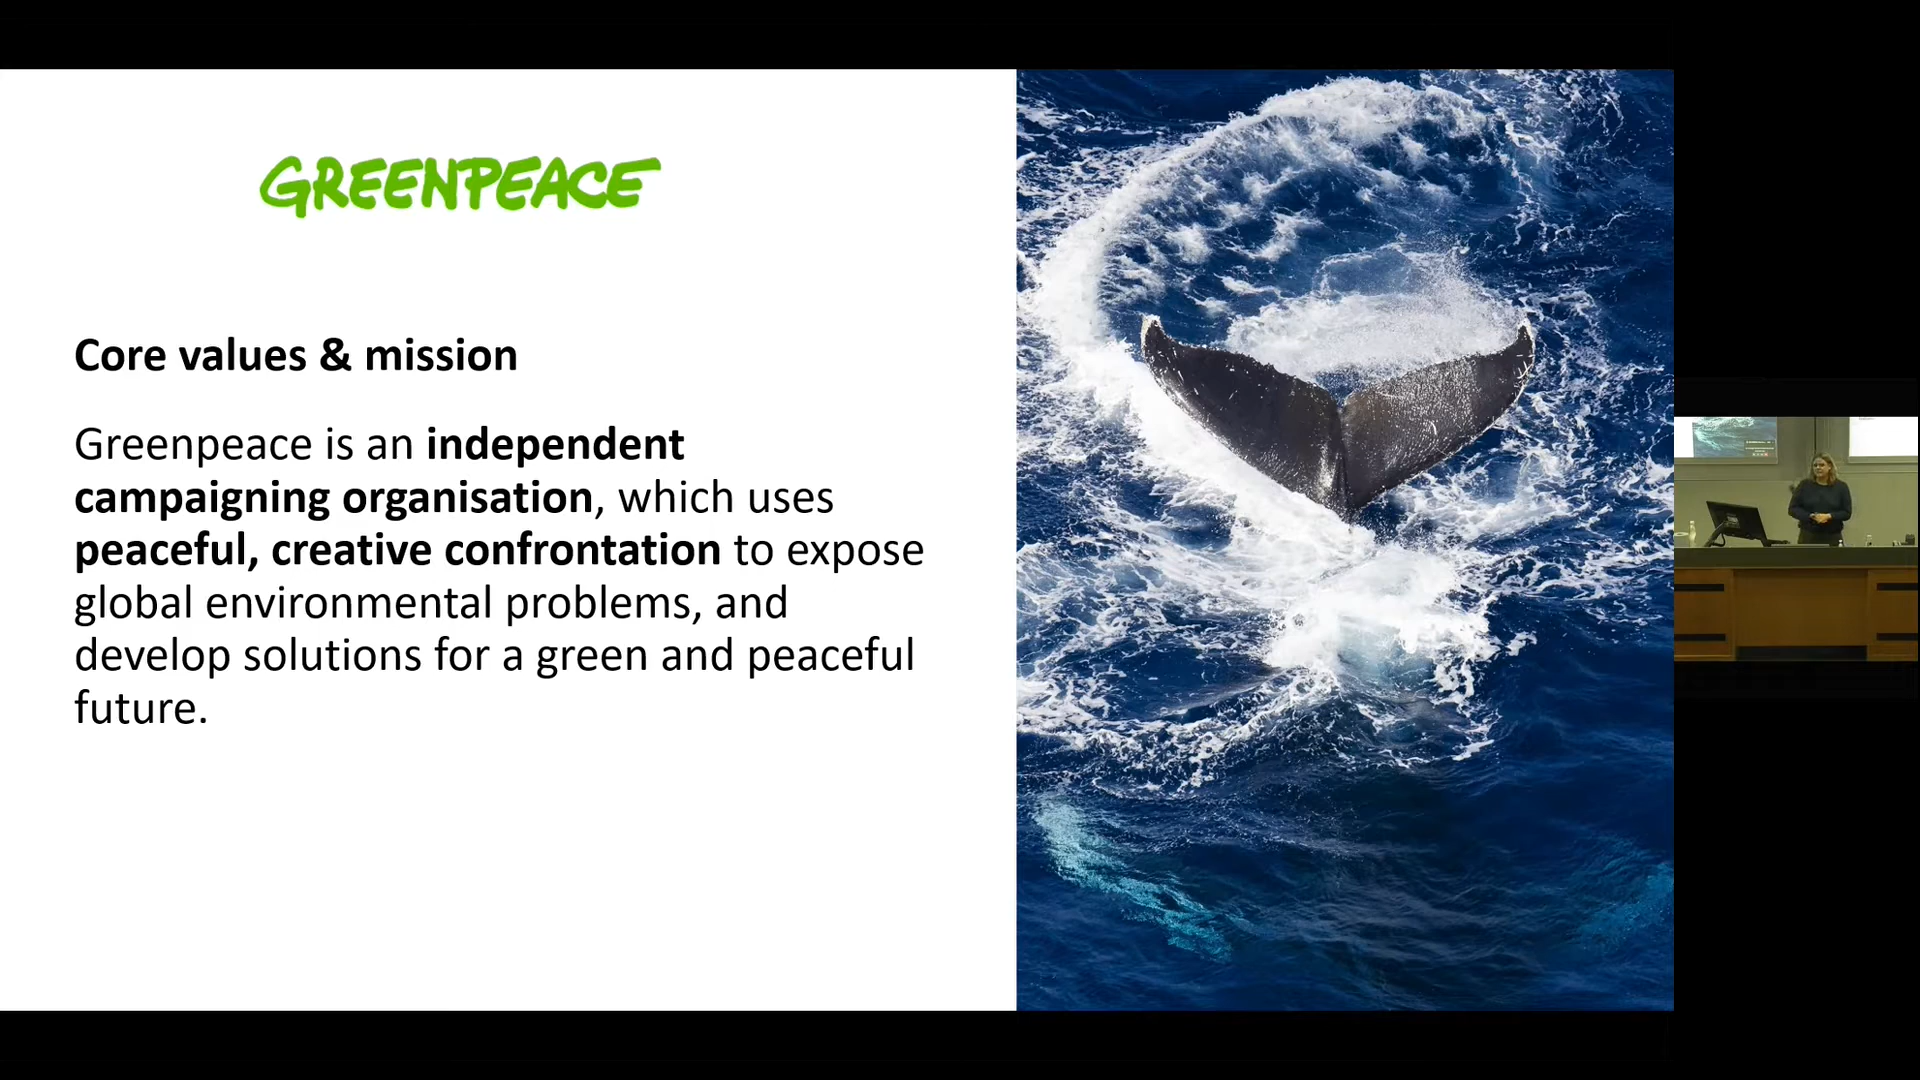 GREENPEACE
Core values & mission
Greenpeace is an independent
campaigning organisation, which uses
peaceful, creative confrontation to expose
global environmental problems, and
develop solutions for a green and peaceful
future.